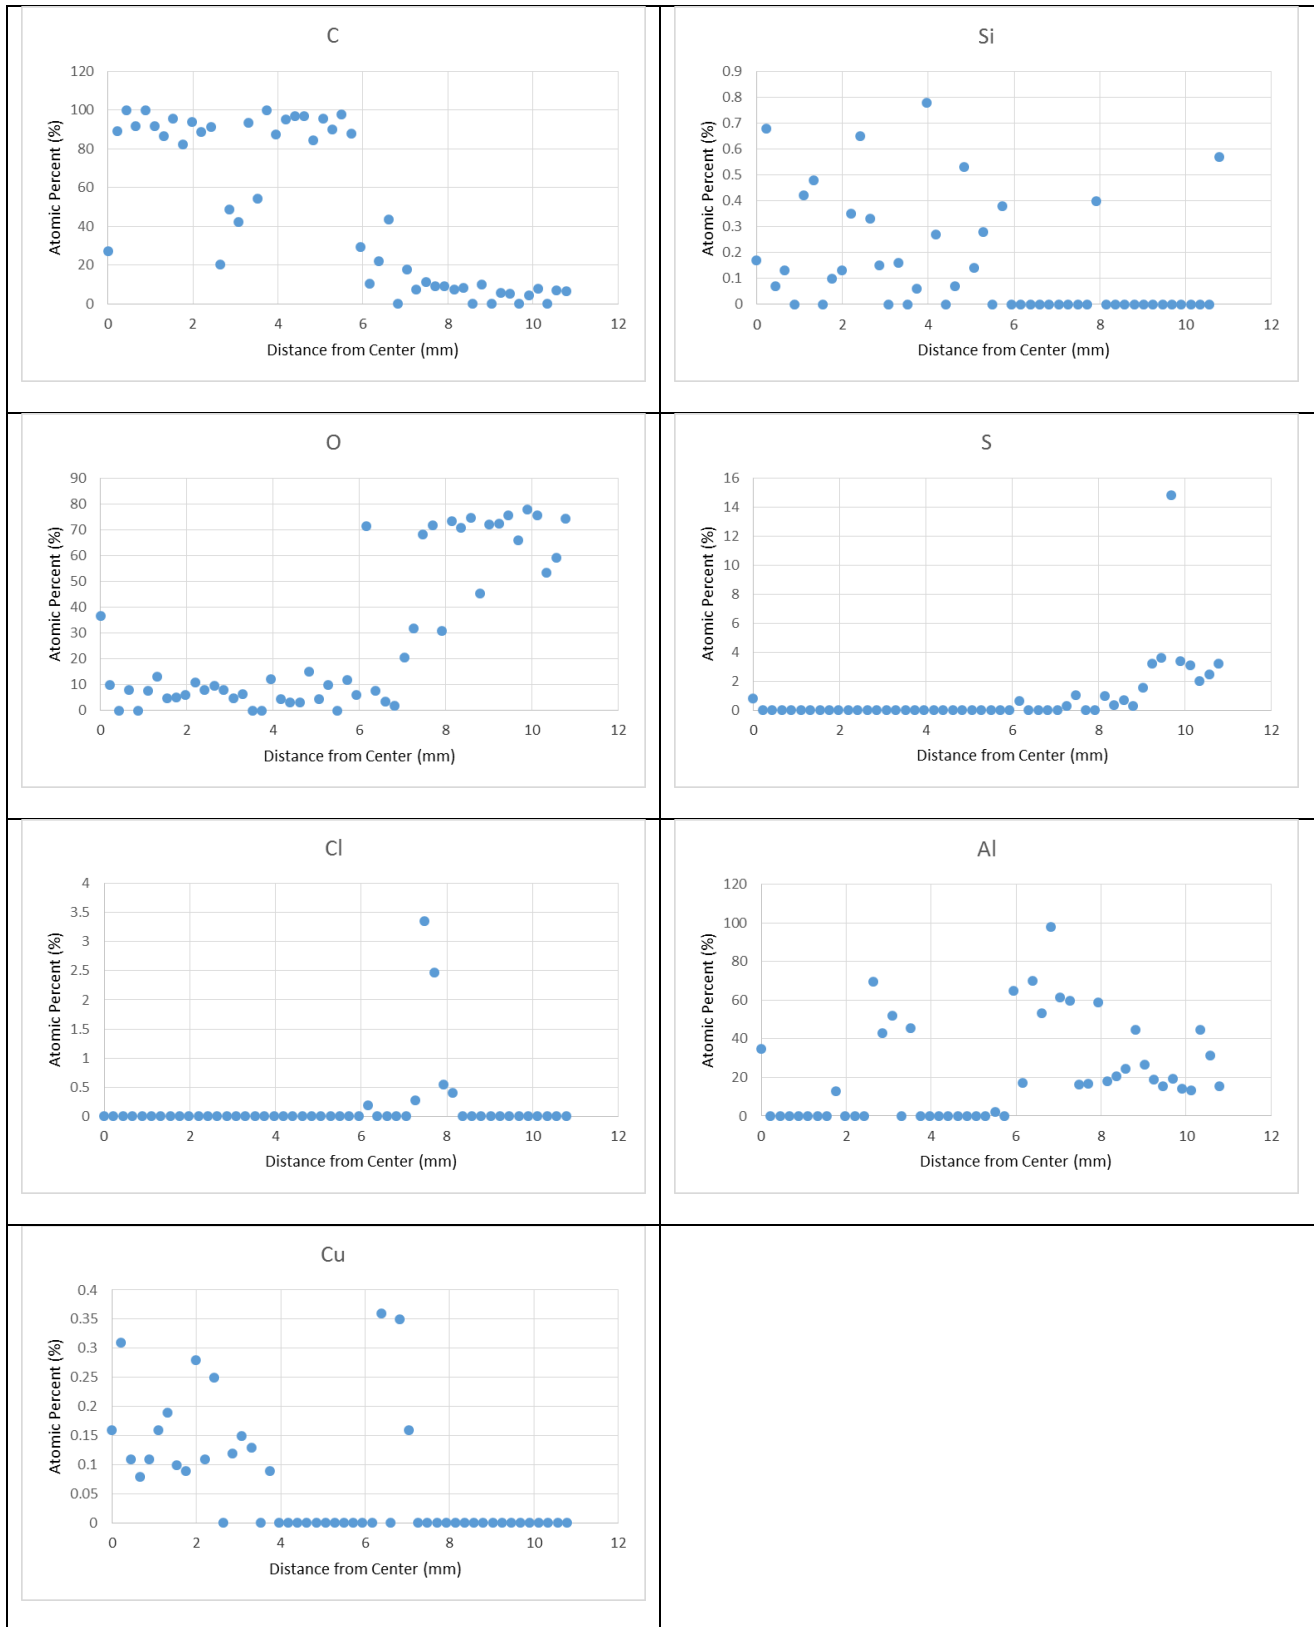 C
120
100
80
60
40
20
0
0 2 4 6 8 10 12
Atomic Percent (%)
Distance from Center (mm)
Si
0.9
0.8
0.7
0.6
0.5
0.4
0.3
0.2
0.1
0
0 2 4 6 8 10 12
Atomic Percent (%)
Distance from Center (mm)
O
90
80
70
60
50
40
30
20
10
0
0 2 4 6 8 10 12
Atomic Percent (%)
Distance from Center (mm)
S
16
14
12
10
8
6
4
2
0
0 2 4 6 8 10 12
Atomic Percent (%)
Distance from Center (mm)
Cl
4
3.5
3
2.5
2
1.5
1
0.5
0
0 2 4 6 8 10 12
Atomic Percent (%)
Distance from Center (mm)
Al
120
100
80
60
40
20
0
0 2 4 6 8 10 12
Atomic Percent (%)
Distance from Center (mm)
Cu
0.4
0.35
0.3
0.25
0.2
0.15
0.1
0.05
0
0 2 4 6 8 10 12
Atomic Percent (%)
Distance from Center (mm)